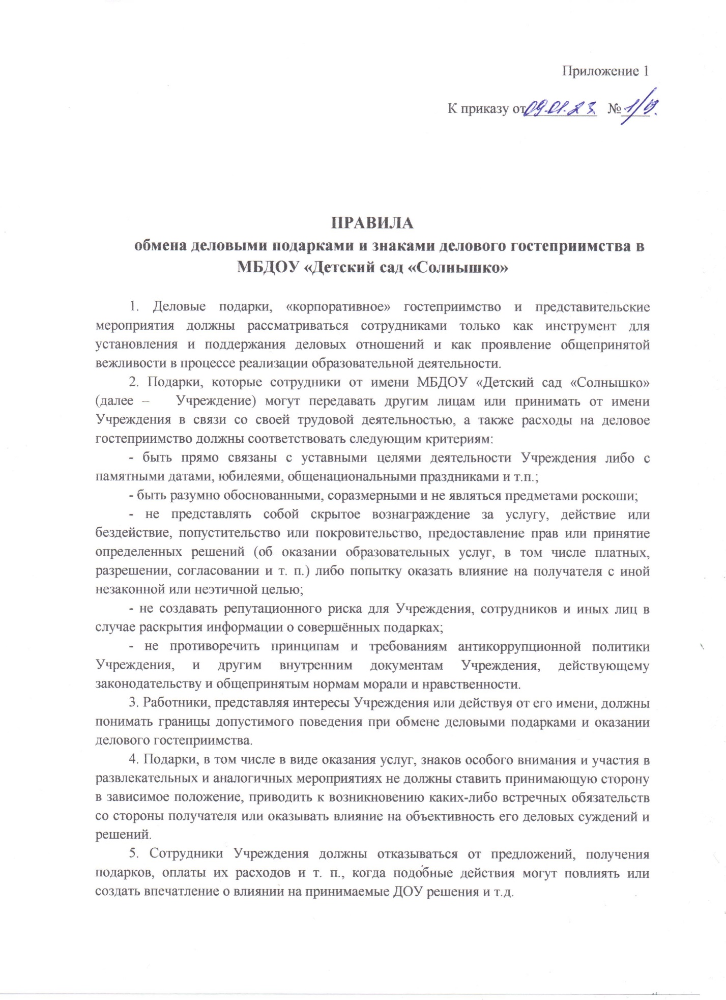 Приложение 1
К приказу от 09.01.23. № 1/
ПРАВИЛА
обмена деловыми подарками и знаками делового гостеприимства в
МБДОУ «Детский сад «Солнышко»
1. Деловые подарки, «корпоративное» гостеприимство и представительские
мероприятия должны рассматриваться сотрудниками только как инструмент для
установления и поддержания деловых отношений и как проявление общепринятой
вежливости в процессе реализации образовательной деятельности.
2. Подарки, которые сотрудники от имени МБДОУ «Детский сад «Солнышко»
(далее – Учреждение) могут передавать другим лицам или принимать от имени
Учреждения в связи со своей трудовой деятельностью, а также расходы на деловое
гостеприимство должны соответствовать следующим критериям:
- быть прямо связаны с уставными целями деятельности Учреждения либо с
памятными датами, юбилеями, общенациональными праздниками и т.п.;
- быть разумно обоснованными, соразмерными и не являться предметами роскоши;
- не представлять собой скрытое вознаграждение за услугу, действие или
бездействие, попустительство или покровительство, предоставление прав или принятие
определенных решений (об оказании образовательных услуг, в том числе платных,
разрешении, согласовании и т. п.) либо попытку оказать влияние на получателя с иной
незаконной или неэтичной целью;
- не создавать репутационного риска для Учреждения, сотрудников и иных лиц в
случае раскрытия информации о совершённых подарках;
- не противоречить принципам и требованиям антикоррупционной политики
Учреждения, и другим внутренним документам Учреждения, действующему
законодательству и общепринятым нормам морали и нравственности.
3. Работники, представляя интересы Учреждения или действуя от его имени, должны
понимать границы допустимого поведения при обмене деловыми подарками и оказании
делового гостеприимства.
4. Подарки, в том числе в виде оказания услуг, знаков особого внимания и участия в
развлекательных и аналогичных мероприятиях не должны ставить принимающую сторону
в зависимое положение, приводить к возникновению каких-либо встречных обязательств
со стороны получателя или оказывать влияние на объективность его деловых суждений и
решений.
5. Сотрудники Учреждения должны отказываться от предложений, получения
подарков, оплаты их расходов и т. п., когда подобные действия могут повлиять или
создать впечатление о влиянии на принимаемые ДОУ решения и т.д.